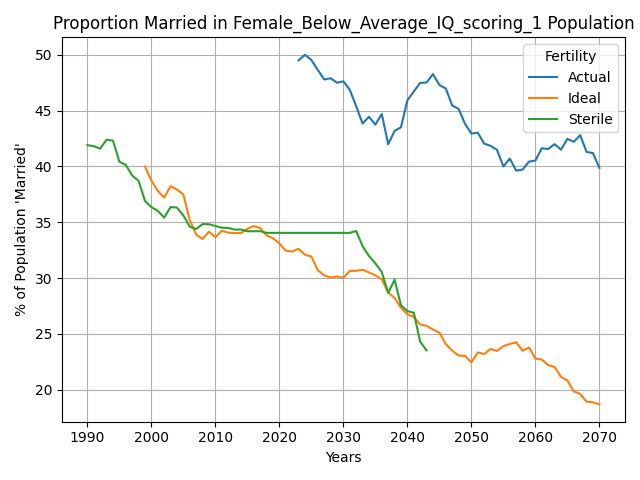 Proportion Married in Female_Below_Average_IQ_scoring_1 Population
% of Population 'Married'
50
45
40
35
30
25
20
Fertility
Actual
Ideal
Sterile
1990 2000 2010 2020 2030 2040 2050 2060 2070
Years